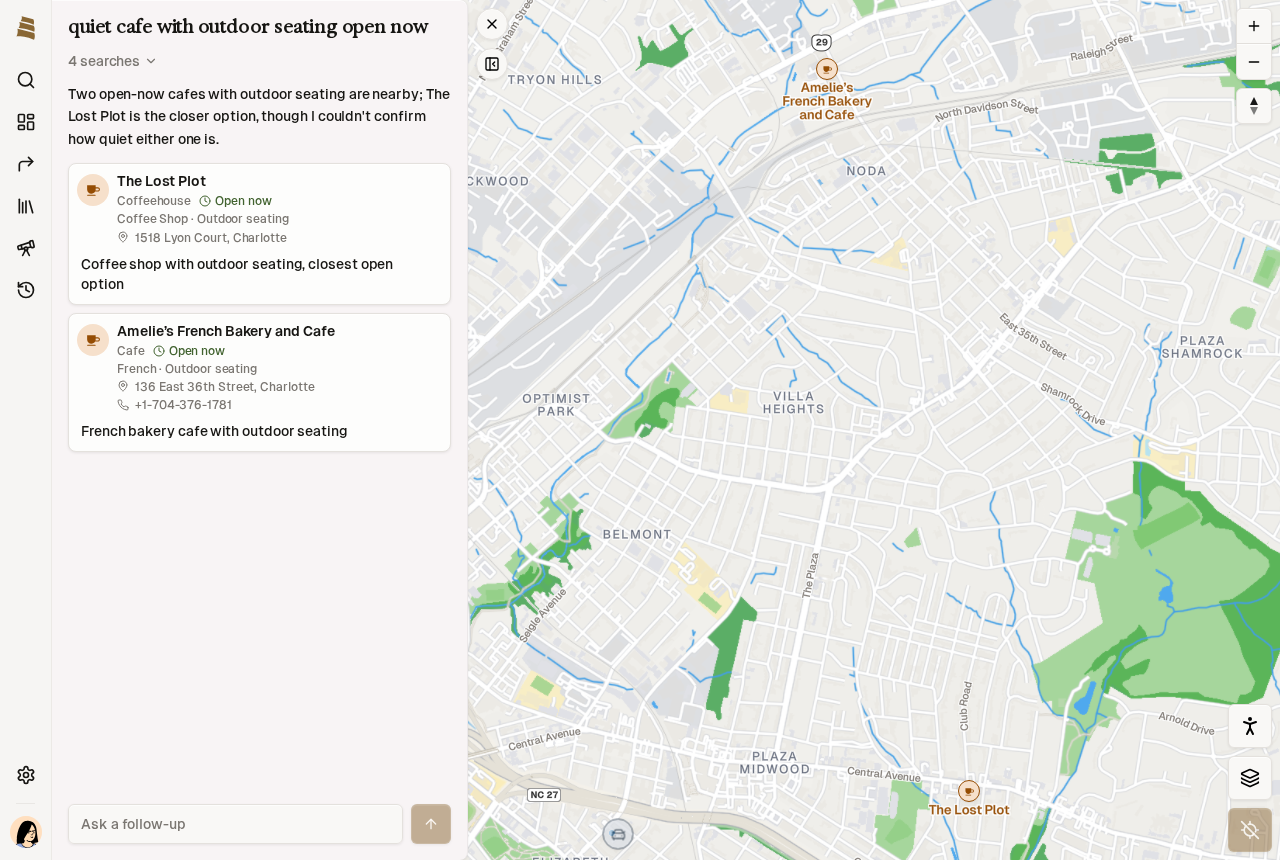 quiet cafe with outdoor seating open now
4 searches
Two open-now cafes with outdoor seating are nearby; The
Lost Plot is the closer option, though I couldn't confirm
how quiet either one is.
The Lost Plot
Coffeehouse Open now
Coffee Shop · Outdoor seating
1518 Lyon Court, Charlotte
Coffee shop with outdoor seating, closest open
option
Amelie's French Bakery and Cafe
Cafe Open now
French · Outdoor seating
136 East 36th Street, Charlotte
+1-704-376-1781
French bakery cafe with outdoor seating
Ask a follow-up
29
Raleigh Street
TRYON HILLS
Amelie's
French Bakery
and Cafe
North Davidson Street
NODA
CKWOOD
East 35th Street
PLAZA
SHAMROCK
Shamrock Drive
OPTIMIST
PARK
VILLA
HEIGHTS
BELMONT
The Plaza
Seigle Avenue
Club Road
Arnold Drive
Central Avenue
PLAZA
MIDWOOD
Central Avenue
NC 27
The Lost Plot
ELIZABETH